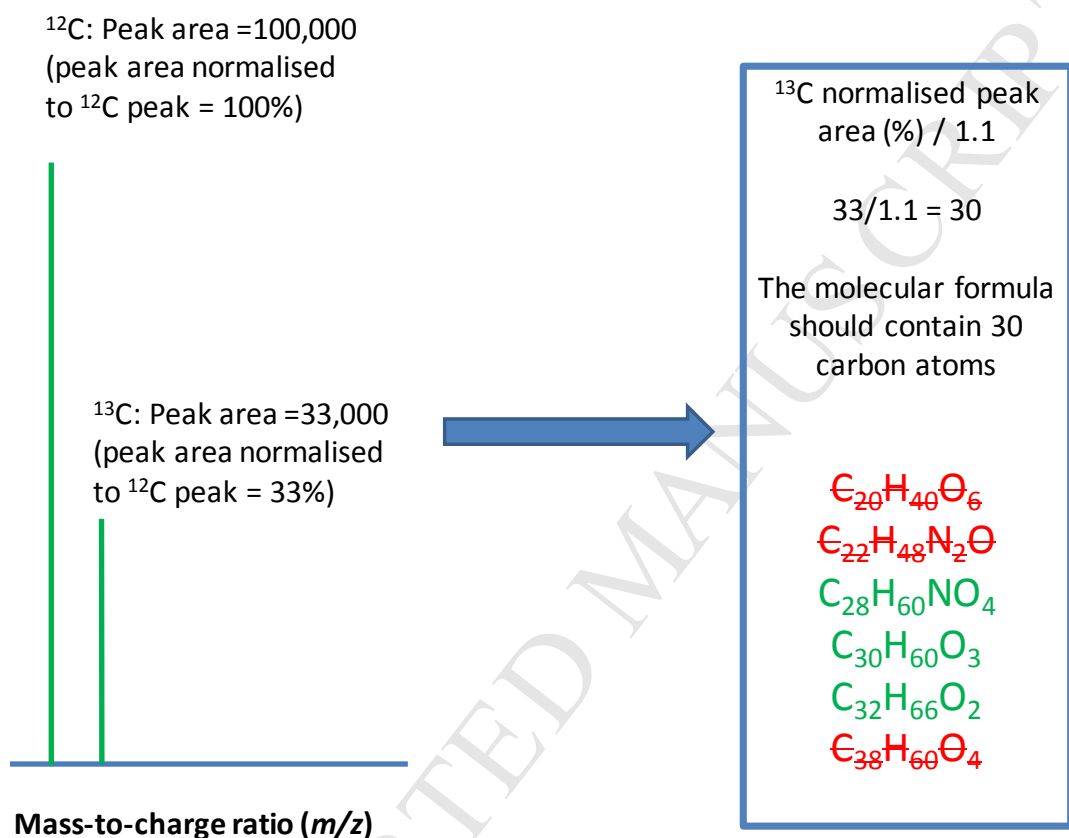 ¹²C: Peak area =100,000
(peak area normalised
to ¹²C peak = 100%)
¹³C: Peak area =33,000
(peak area normalised
to ¹²C peak = 33%)
Mass-to-charge ratio (m/z)
¹³C normalised peak
area (%) / 1.1
33/1.1 = 30
The molecular formula
should contain 30
carbon atoms
C₂₀H₄₀O₆
C₂₂H₄₈N₂O
C₂₈H₆₀NO₄
C₃₀H₆₀O₃
C₃₂H₆₆O₂
C₃₈H₆₀O₄
TED MANUSCRIPT